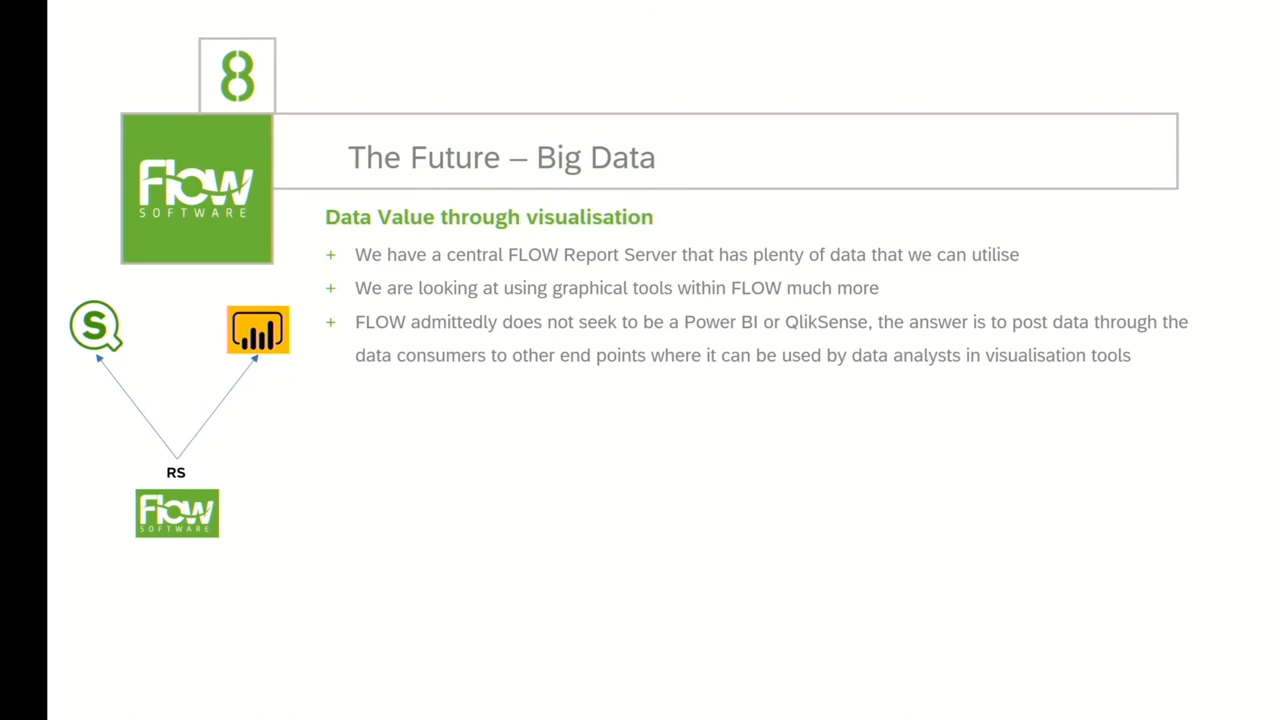 8
Flow
SOFTWARE
The Future – Big Data
Data Value through visualisation
+ We have a central FLOW Report Server that has plenty of data that we can utilise
+ We are looking at using graphical tools within FLOW much more
+ FLOW admittedly does not seek to be a Power BI or QlikSense, the answer is to post data through the
data consumers to other end points where it can be used by data analysts in visualisation tools
S
RS
Flow
SOFTWARE